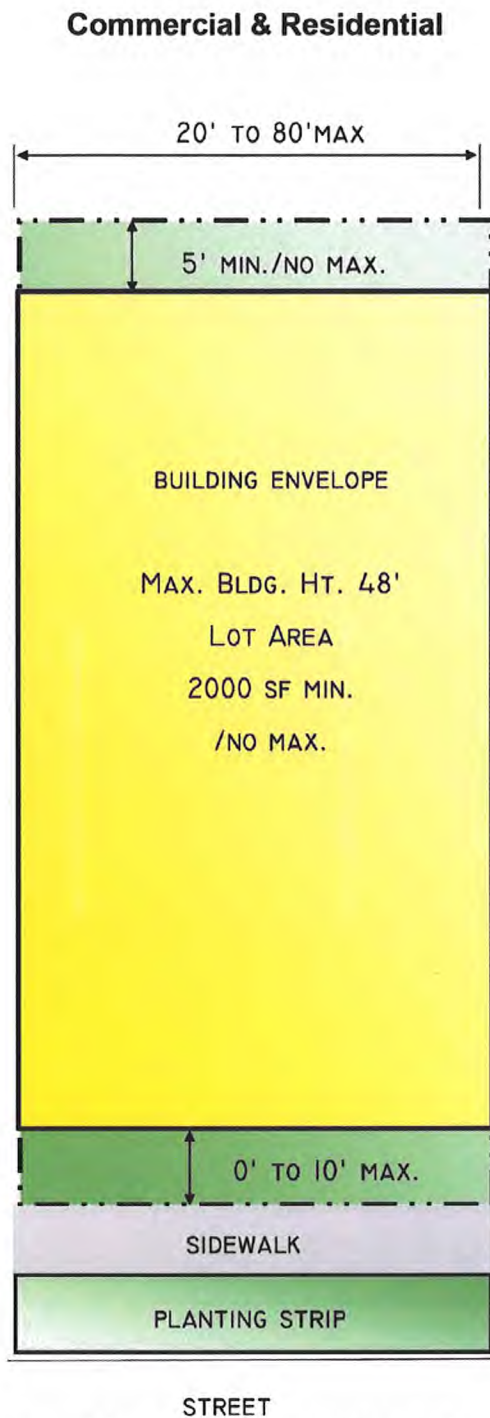 Commercial & Residential
20' TO 80'MAX
5' MIN./NO MAX.
BUILDING ENVELOPE
MAX. BLDG. HT. 48'
LOT AREA
2000 SF MIN.
/NO MAX.
0' TO 10' MAX.
SIDEWALK
PLANTING STRIP
STREET